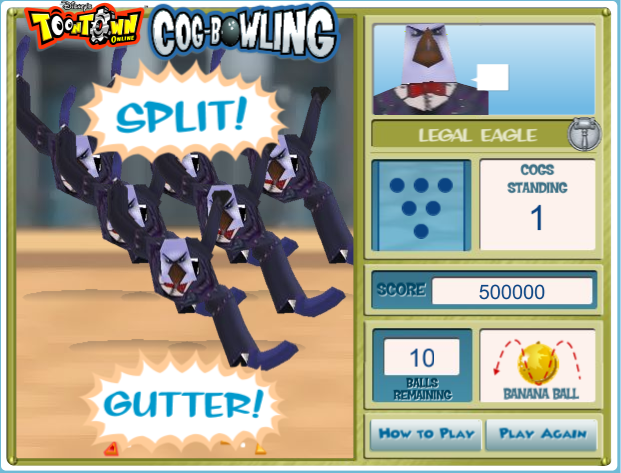 Disney's
TOONTOWN
ONLINE
COG-BOWLING
SPLIT!
GUTTER!
LEGAL EAGLE
COGS
STANDING
1
SCORE
500000
10
BALLS
REMAINING
BANANA BALL
HOW TO PLAY
PLAY AGAIN